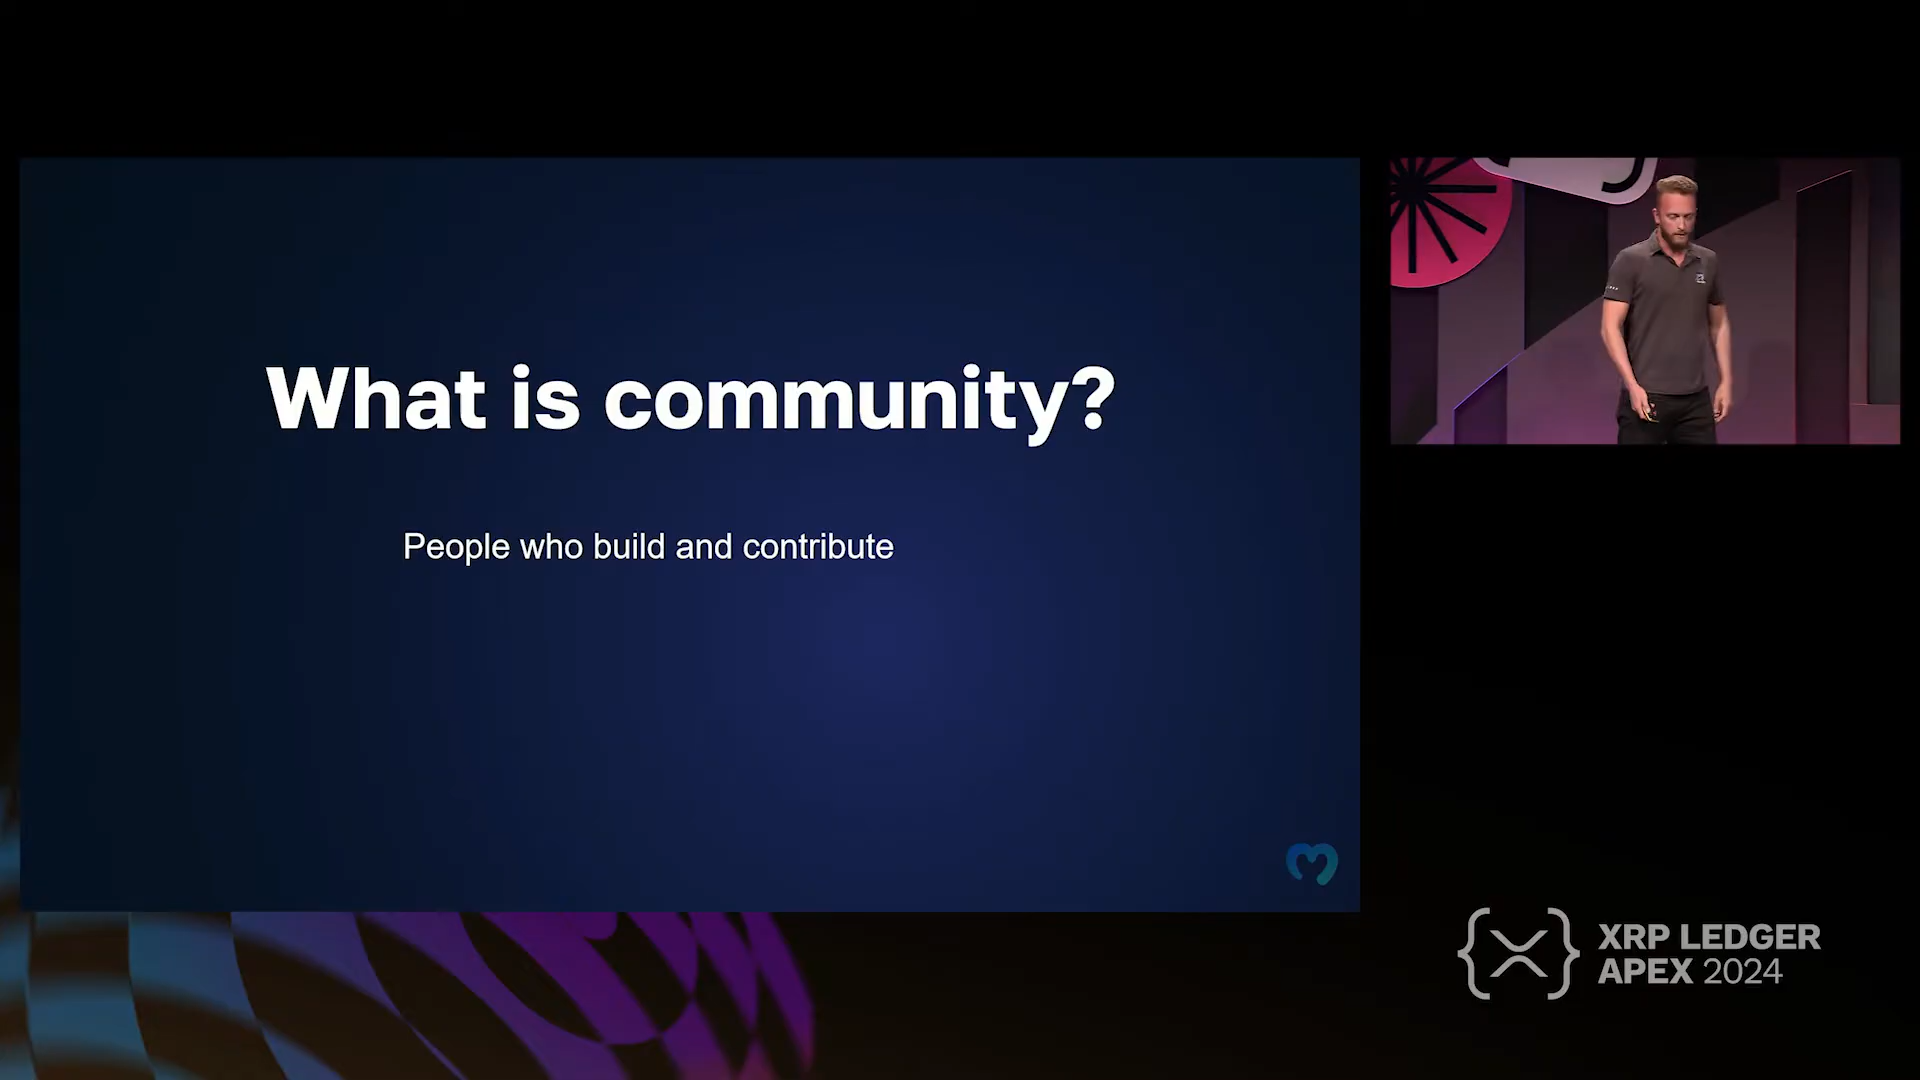 What is community?
People who build and contribute
XRP LEDGER
APEX 2024